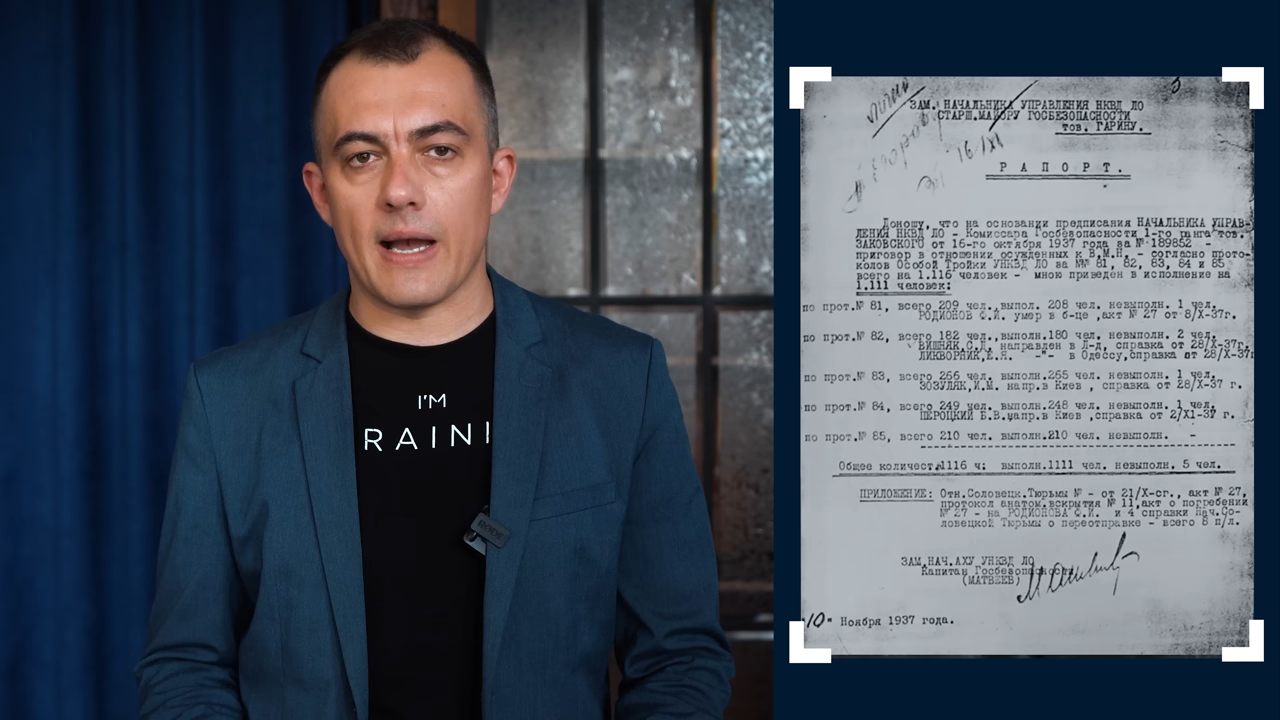 I'M
RAINI
RODE
ЗАМ. НАЧАЛЬНИКА УПРАВЛЕНИЯ НКВД ЛО
СТАРШ.МАЙОРУ ГОСБЕЗОПАСНОСТИ
тов. ГАРИНУ.
16/XI
Р А П О Р Т .
Доношу, что на основании предписания НАЧАЛЬНИКА УПРАВ-
ЛЕНИЯ НКВД ЛО - Комиссара Госбезопасности 1-го ранга тов.
ЗАКОВСКОГО от 16-го октября 1937 года за № 189852 -
приговор в отношении осужденных к В.М.Н. - согласно прото-
колов Особой Тройки УНКВД ЛО за №№ 81, 82, 83, 84 и 85
всего на 1.116 человек - мною приведен в исполнение на
1.111 человек:
по прот.№ 81, всего 209 чел. выпол. 208 чел. невыполн. 1 чел.
РОДИОНОВ Ф.И. умер в б-це ,акт № 27 от 8/X-37г.
по прот.№ 82, всего 182 чел. выполн.180 чел. невыполн. 2 чел.
ВИШНЯК,С.Д. направлен в Л-д, справка от 28/X-37г
ЛИКВОРНИК,Е.Я. -"- в Одессу,справка от 28/X-37г
по прот.№ 83, всего 266 чел. выполн.265 чел. невыполн. 1 чел.
ЗОЗУЛЯК,И.М. напр.в Киев , справка от 28/X-37 г.
по прот.№ 84, всего 249 чел. выполн.248 чел. невыполн. 1 чел.
ПЕРОЦКИЙ Б.В.напр.в Киев ,справка от 2/XI-37 г.
по прот.№ 85, всего 210 чел. выполн.210 чел. невыполн. -
Общее количест.1116 ч; выполн.1111 чел. невыполн. 5 чел.
ПРИЛОЖЕНИЕ: Отн.Соловецк.Тюрьмы № - от 21/X-сг., акт № 27,
протокол анатом.вскрытия № 11,акт о погребении
№ 27 - на РОДИОНОВА Ф.И. и 4 справки Нач.Со-
ловецкой Тюрьмы о переотправке - всего 8 п/л.
ЗАМ.НАЧ.АХУ УНКВД ЛО
Капитан Госбезопасности
(МАТВЕЕВ)
"10" Ноября 1937 года.